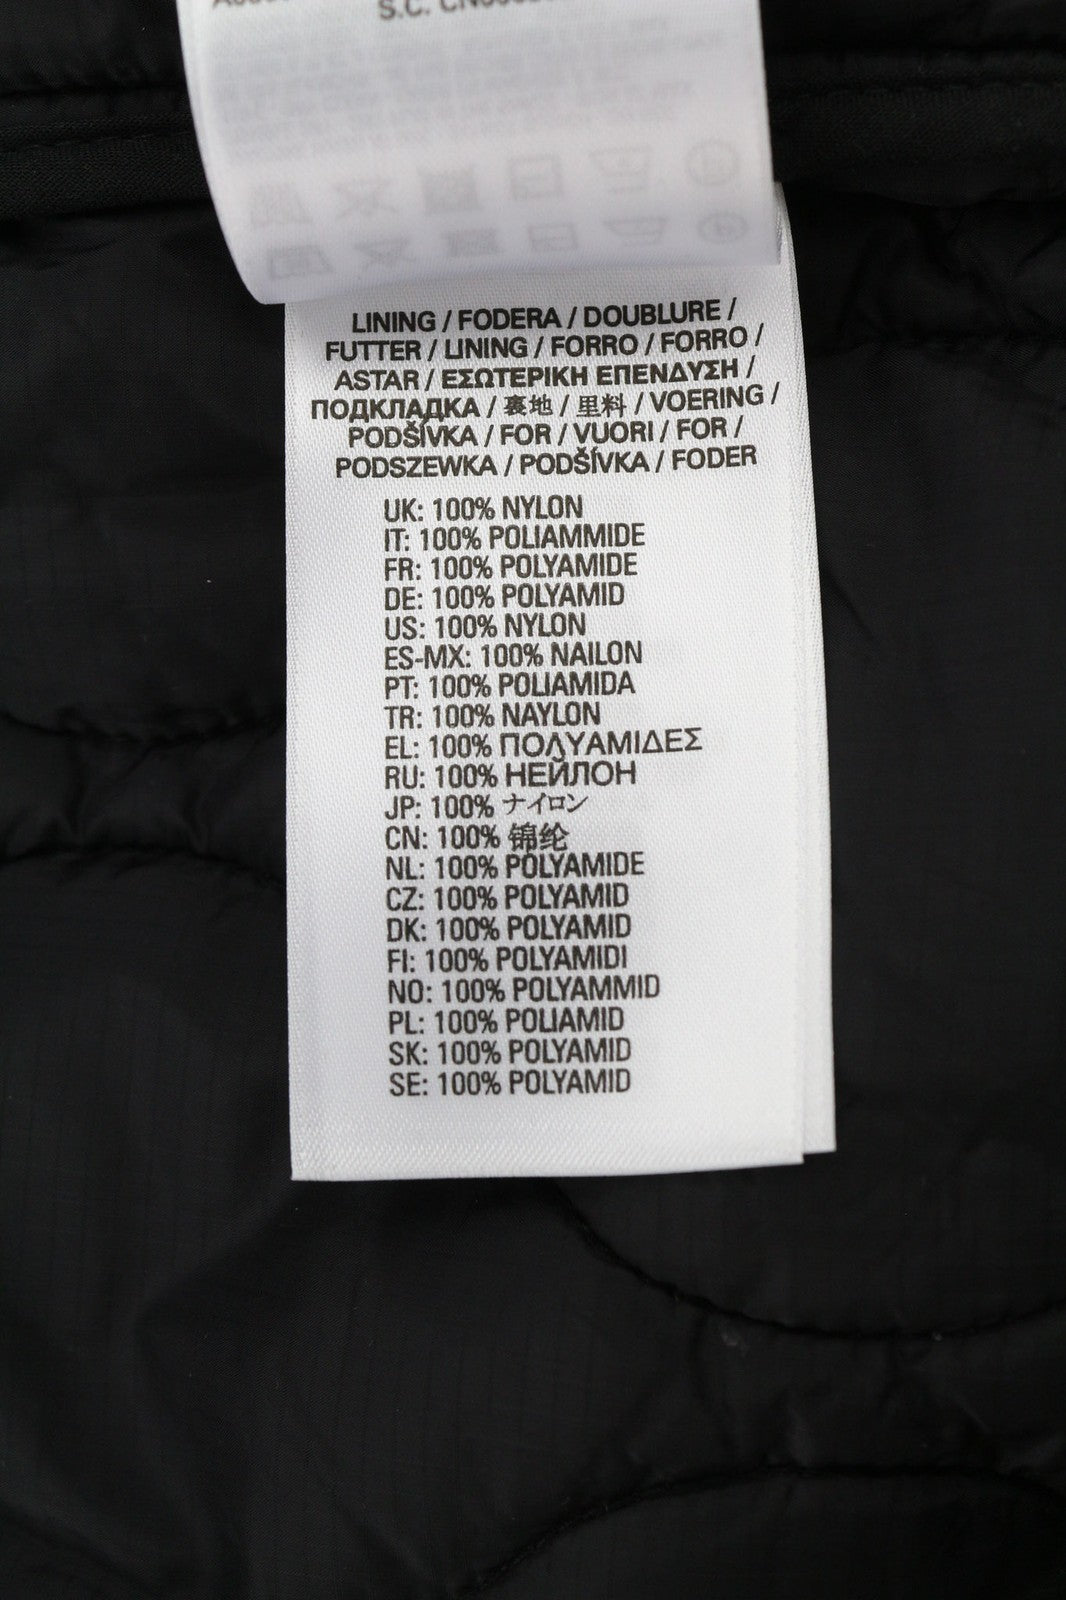 S.C.
LINING / FODERA / DOUBLURE /
FUTTER / LINING / FORRO / FORRO /
ASTAR / ΕΣΩΤΕΡΙΚΗ ΕΠΕΝΔΥΣΗ /
ПОДКЛАДКА / 裏地 / 里料 / VOERING /
PODŠÍVKA / FOR / VUORI / FOR /
PODSZEWKA / PODŠÍVKA / FODER
UK: 100% NYLON
IT: 100% POLIAMMIDE
FR: 100% POLYAMIDE
DE: 100% POLYAMID
US: 100% NYLON
ES-MX: 100% NAILON
PT: 100% POLIAMIDA
TR: 100% NAYLON
EL: 100% ΠΟΛΥΑΜΙΔΕΣ
RU: 100% НЕЙЛОН
JP: 100% ナイロン
CN: 100% 锦纶
NL: 100% POLYAMIDE
CZ: 100% POLYAMID
DK: 100% POLYAMID
FI: 100% POLYAMIDI
NO: 100% POLYAMMID
PL: 100% POLIAMID
SK: 100% POLYAMID
SE: 100% POLYAMID